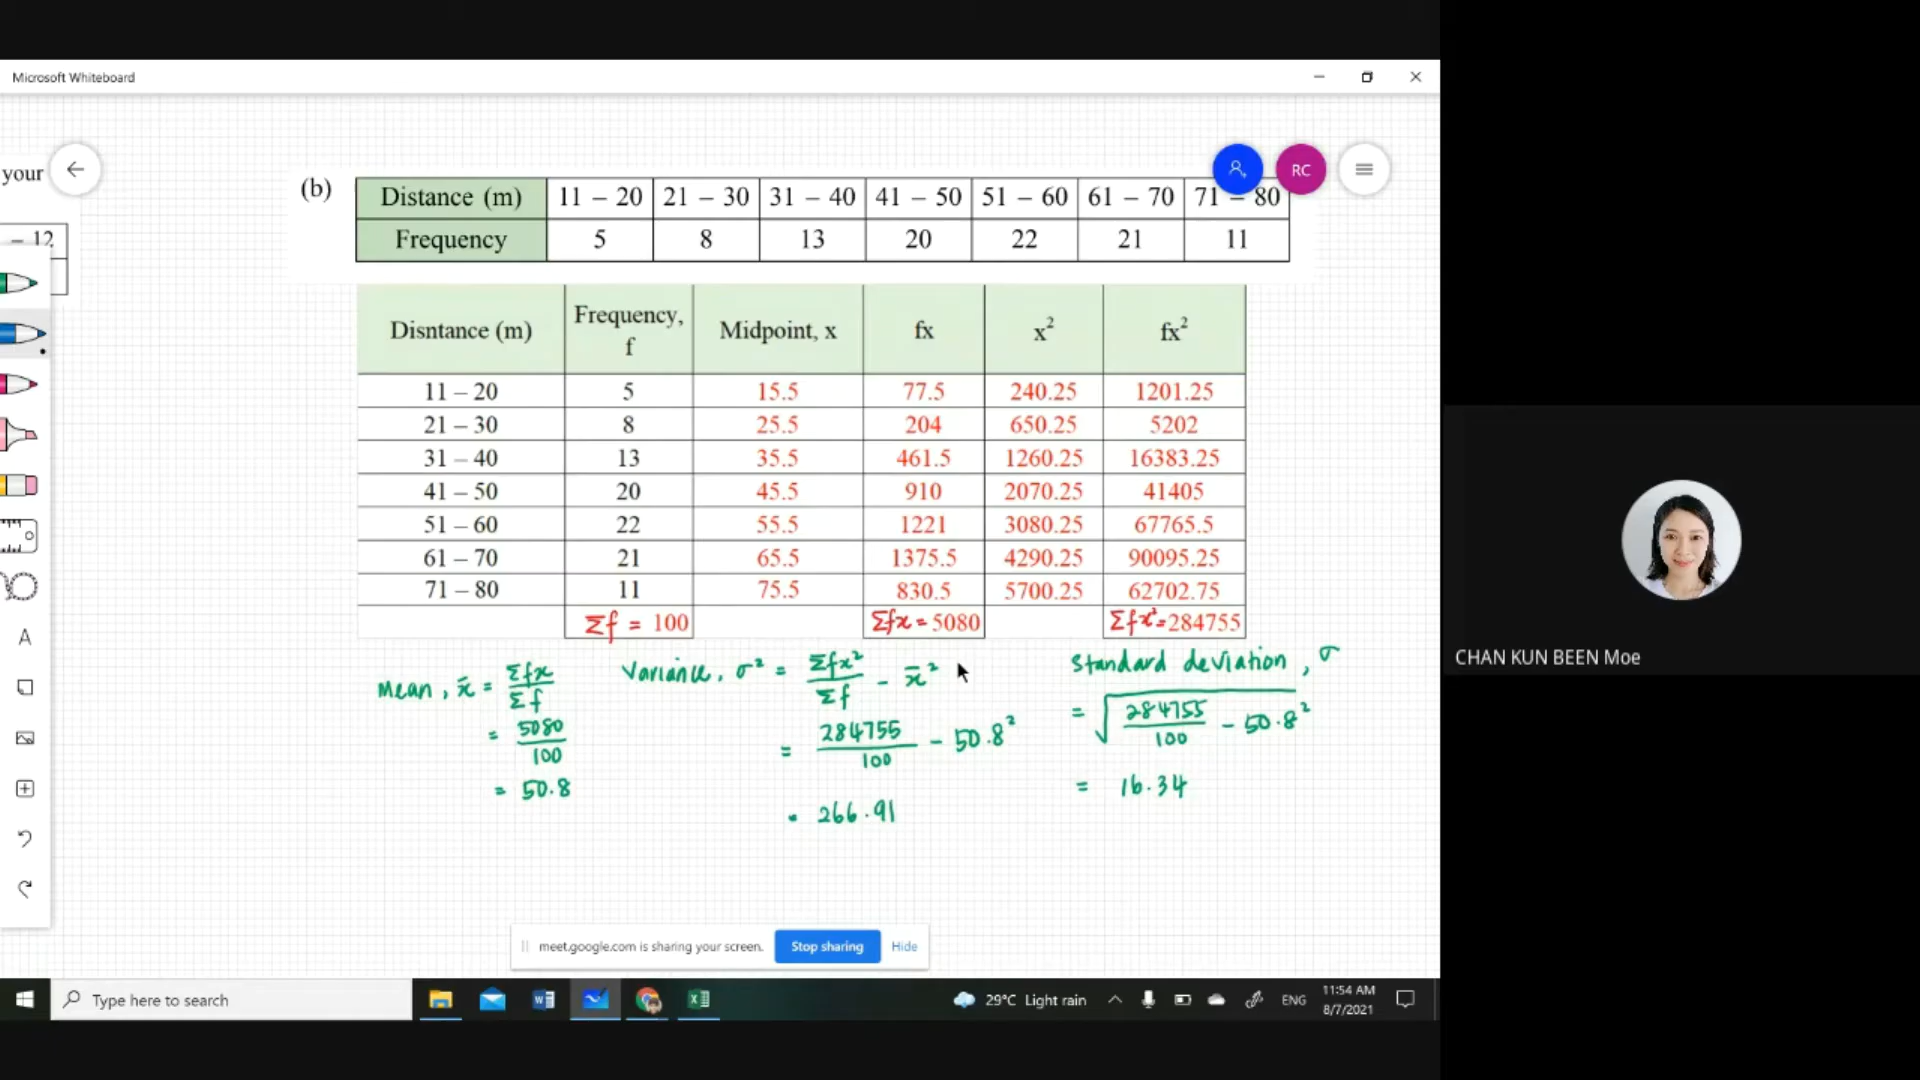 Microsoft Whiteboard
your
– 12
RC
(b)
Distance (m) 11 – 20 21 – 30 31 – 40 41 – 50 51 – 60 61 – 70 71 – 80
Frequency 5 8 13 20 22 21 11
Disntance (m) Frequency, f Midpoint, x fx x² fx²
11 – 20 5 15.5 77.5 240.25 1201.25
21 – 30 8 25.5 204 650.25 5202
31 – 40 13 35.5 461.5 1260.25 16383.25
41 – 50 20 45.5 910 2070.25 41405
51 – 60 22 55.5 1221 3080.25 67765.5
61 – 70 21 65.5 1375.5 4290.25 90095.25
71 – 80 11 75.5 830.5 5700.25 62702.75
Σf = 100 Σfx = 5080 Σfx² = 284755
Mean, x̄ = Σfx / Σf
= 5080 / 100
= 50.8
Variance, σ² = Σfx² / Σf – x̄²
= 284755 / 100 – 50.8²
= 266.91
Standard deviation, σ
= √(284755 / 100 – 50.8²)
= 16.34
CHAN KUN BEEN Moe
A
meet.google.com is sharing your screen. Stop sharing Hide
Type here to search
29°C Light rain
ENG
11:54 AM
8/7/2021